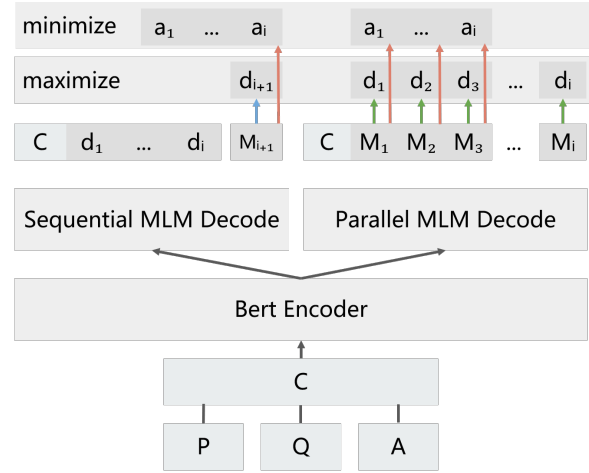 minimize a₁ ... aᵢ a₁ ... aᵢ
maximize dᵢ₊₁ d₁ d₂ d₃ ... dᵢ
C d₁ ... dᵢ Mᵢ₊₁ C M₁ M₂ M₃ ... Mᵢ
Sequential MLM Decode Parallel MLM Decode
Bert Encoder
C
P Q A